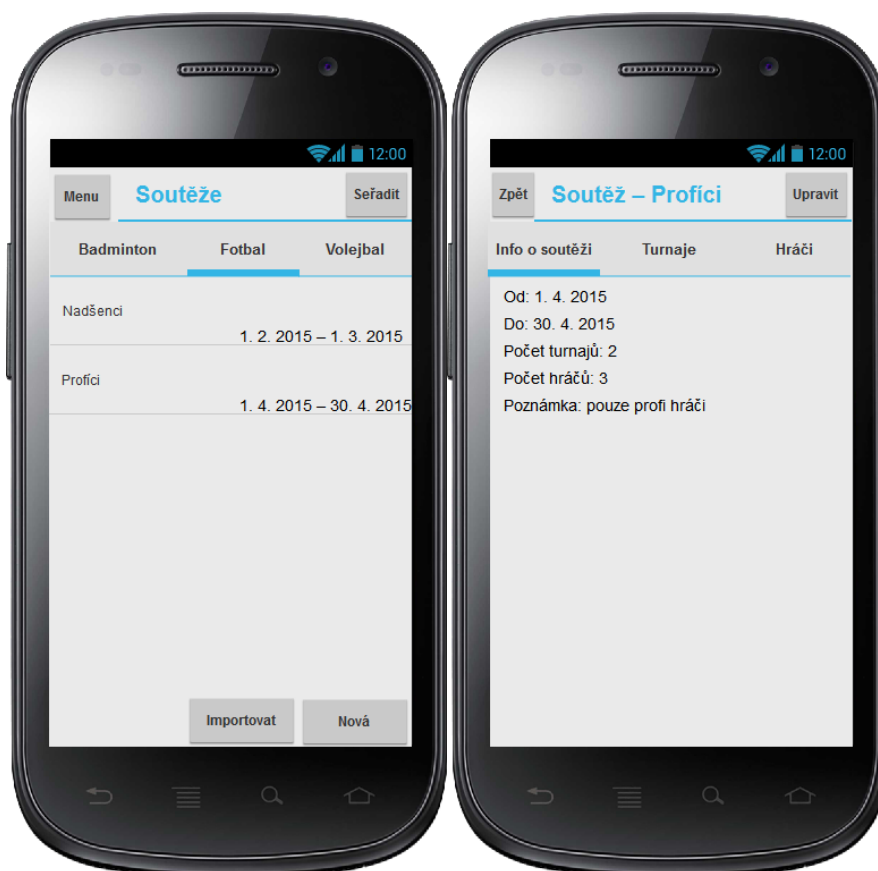 12:00
Menu Soutěže Seřadit
Badminton Fotbal Volejbal
Nadšenci
1. 2. 2015 – 1. 3. 2015
Profíci
1. 4. 2015 – 30. 4. 2015
Importovat Nová
12:00
Zpět Soutěž – Profíci Upravit
Info o soutěži Turnaje Hráči
Od: 1. 4. 2015
Do: 30. 4. 2015
Počet turnajů: 2
Počet hráčů: 3
Poznámka: pouze profi hráči